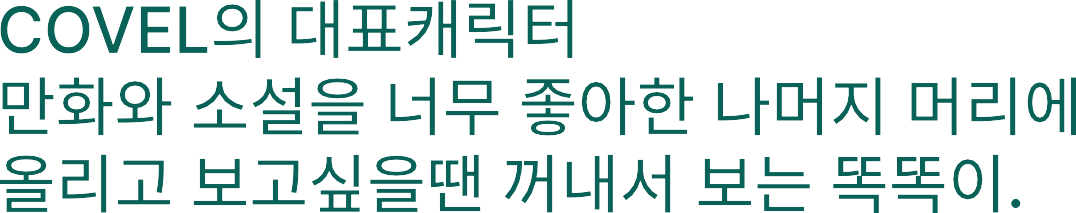 COVEL의 대표캐릭터
만화와 소설을 너무 좋아한 나머지 머리에
올리고 보고싶을땐 꺼내서 보는 똑똑이.